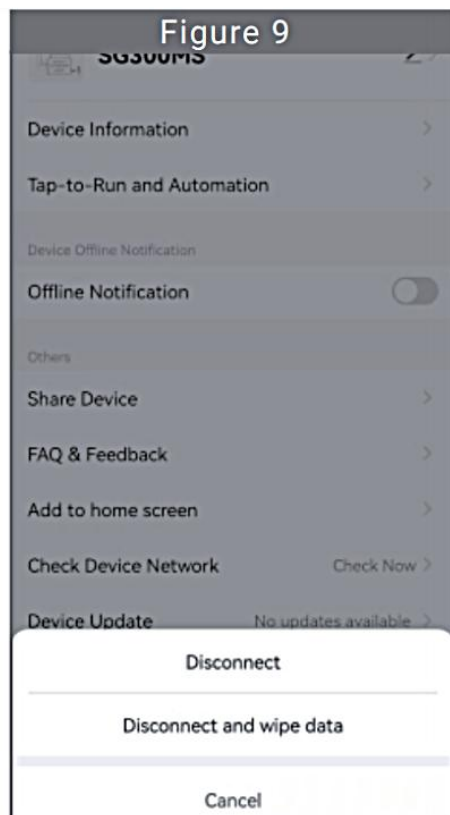 Figure 9
SG300MS
Device Information
Tap-to-Run and Automation
Device Offline Notification
Offline Notification
Others
Share Device
FAQ & Feedback
Add to home screen
Check Device Network Check Now
Device Update No updates available
Disconnect
Disconnect and wipe data
Cancel